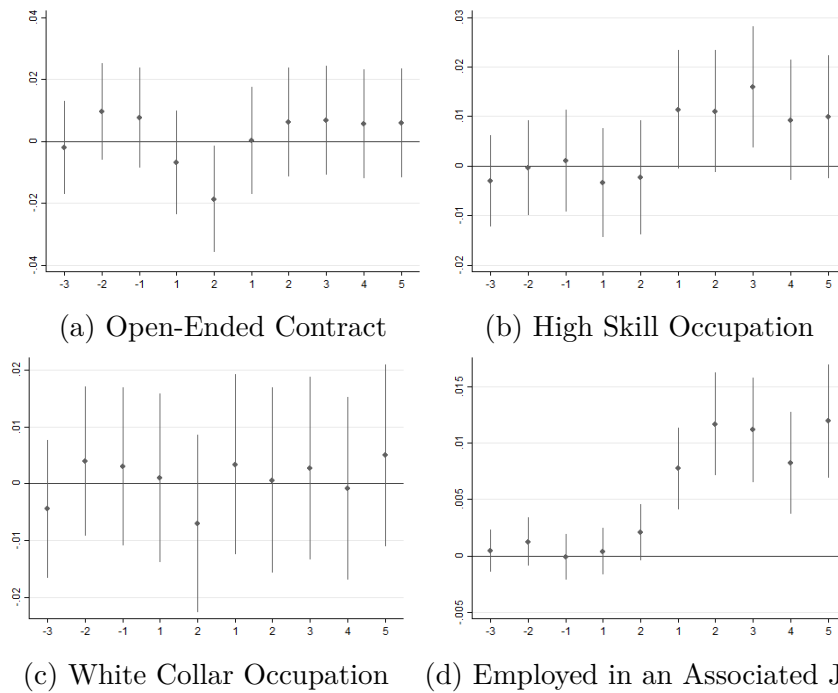 .04
.02
0
-.02
-.04
-3 -2 -1 1 2 1 2 3 4 5
(a) Open-Ended Contract
.03
.02
.01
0
-.01
-.02
-3 -2 -1 1 2 1 2 3 4 5
(b) High Skill Occupation
.02
.01
0
-.01
-.02
-3 -2 -1 1 2 1 2 3 4 5
(c) White Collar Occupation
.015
.01
.005
0
-.005
-3 -2 -1 1 2 1 2 3 4 5
(d) Employed in an Associated J